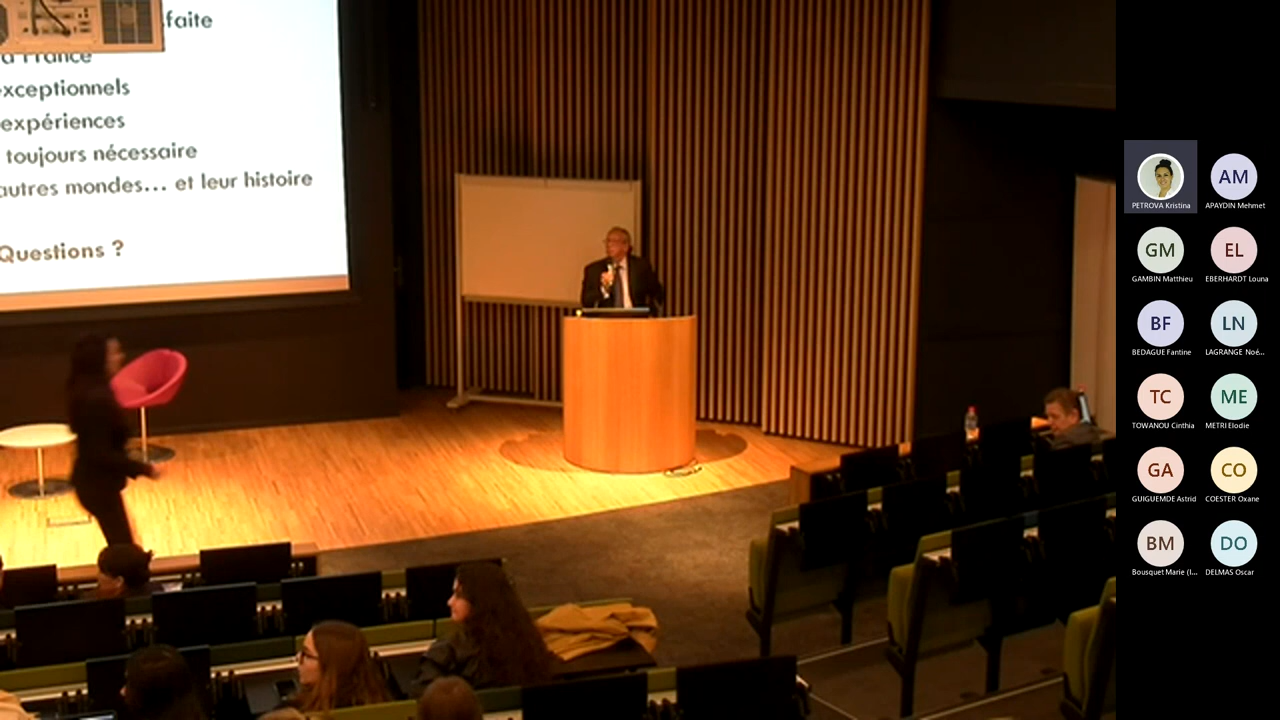 faite
a France
exceptionnels
expériences
toujours nécessaire
autres mondes... et leur histoire
Questions ?
PETROVA Kristina
AM
APAYDIN Mehmet
GM
GAMBIN Matthieu
EL
EBERHARDT Louna
BF
BEDAGUE Fantine
LN
LAGRANGE Noé...
TC
TOWANOU Cinthia
ME
METRI Elodie
GA
GUIGUEMDE Astrid
CO
COESTER Oxane
BM
Bousquet Marie (I...
DO
DELMAS Oscar